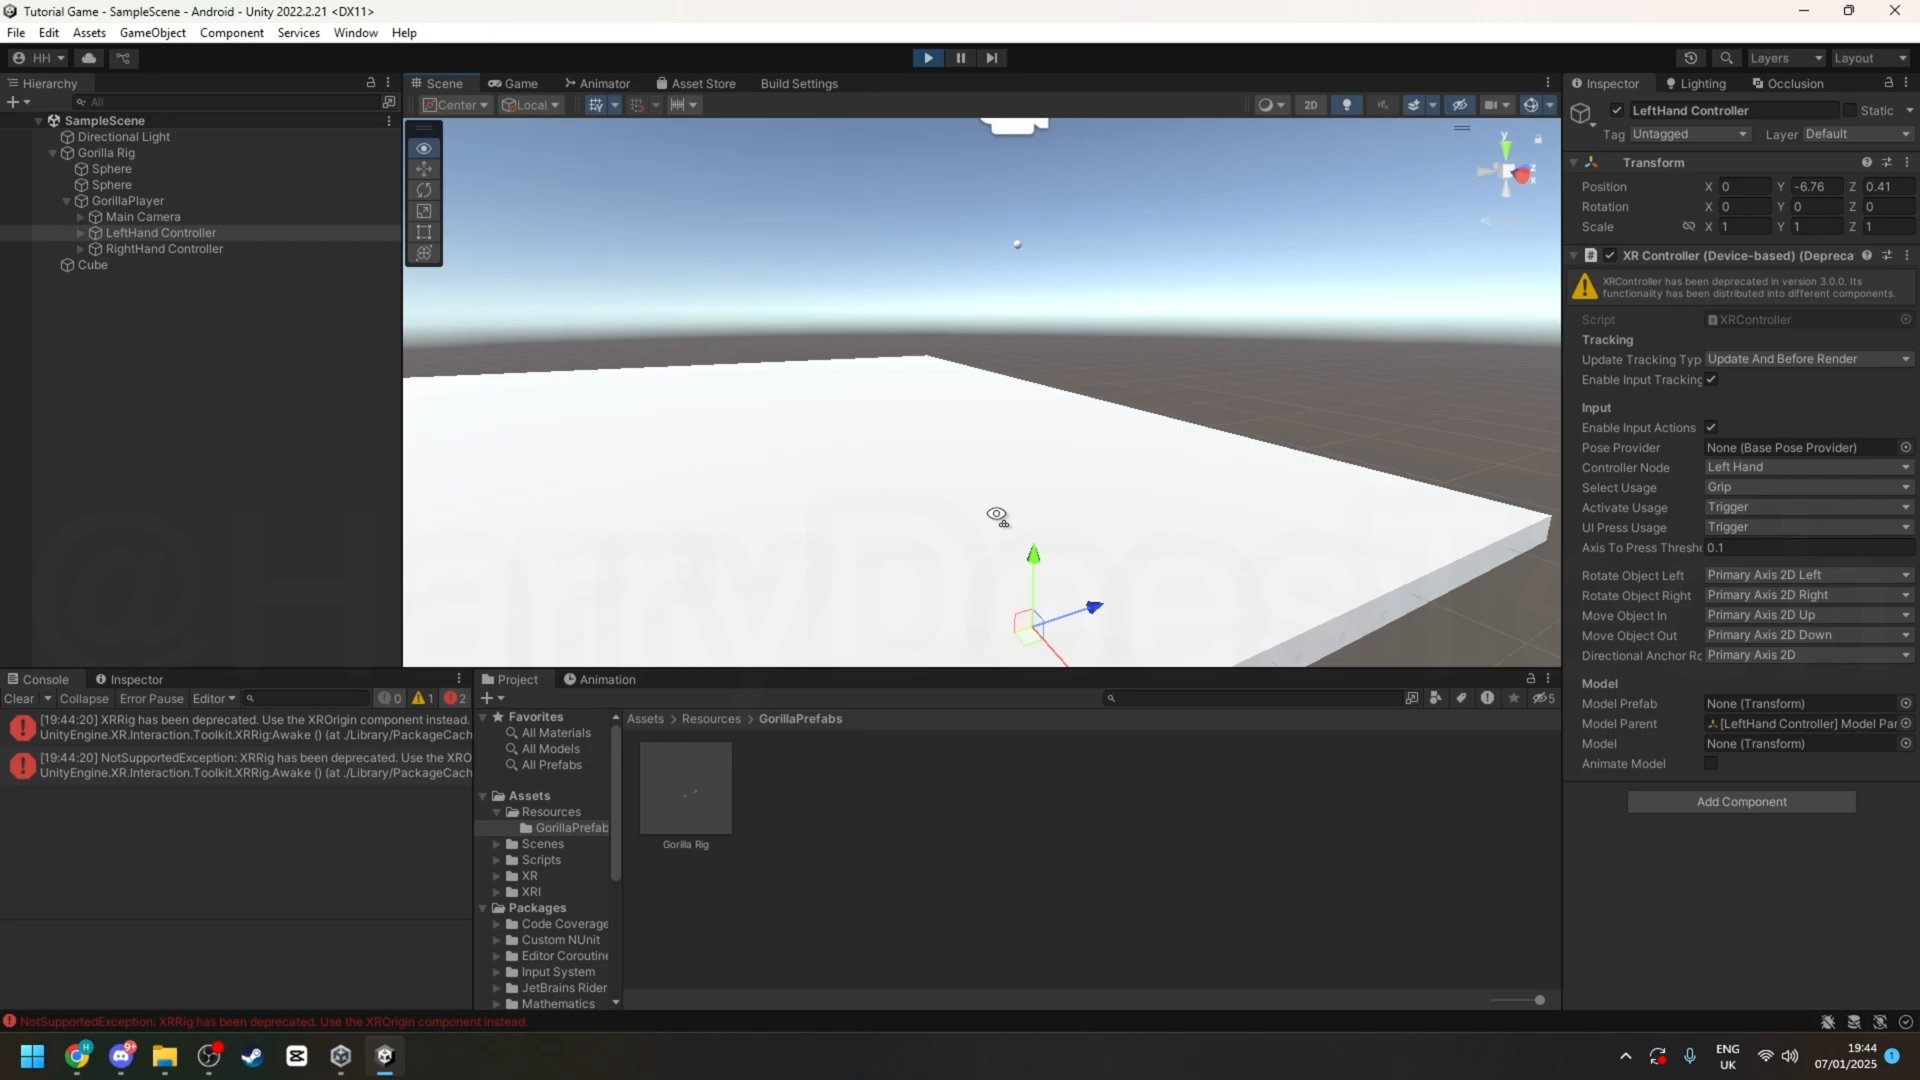 Tutorial Game - SampleScene - Android - Unity 2022.2.21 <DX11>
File Edit Assets GameObject Component Services Window Help
HH Layers Layout
Hierarchy
All
SampleScene
Directional Light
Gorilla Rig
Sphere
Sphere
GorillaPlayer
Main Camera
LeftHand Controller
RightHand Controller
Cube
Scene Game Animator Asset Store Build Settings
Center Local 2D
y
x
z
Inspector Lighting Occlusion
LeftHand Controller Static
Tag Untagged Layer Default
Transform
Position X 0 Y -6.76 Z 0.41
Rotation X 0 Y 0 Z 0
Scale X 1 Y 1 Z 1
XR Controller (Device-based) (Depreca
XRController has been deprecated in version 3.0.0. Its
functionality has been distributed into different components.
Script XRController
Tracking
Update Tracking Typ Update And Before Render
Enable Input Tracking
Input
Enable Input Actions
Pose Provider None (Base Pose Provider)
Controller Node Left Hand
Select Usage Grip
Activate Usage Trigger
UI Press Usage Trigger
Axis To Press Thresho 0.1
Rotate Object Left Primary Axis 2D Left
Rotate Object Right Primary Axis 2D Right
Move Object In Primary Axis 2D Up
Move Object Out Primary Axis 2D Down
Directional Anchor Ro Primary Axis 2D
Model
Model Prefab None (Transform)
Model Parent [LeftHand Controller] Model Par
Model None (Transform)
Animate Model
Add Component
Console Inspector
Clear Collapse Error Pause Editor 0 1 2
[19:44:20] XRRig has been deprecated. Use the XROrigin component instead.
UnityEngine.XR.Interaction.Toolkit.XRRig:Awake () (at ./Library/PackageCach
[19:44:20] NotSupportedException: XRRig has been deprecated. Use the XRO
UnityEngine.XR.Interaction.Toolkit.XRRig.Awake () (at ./Library/PackageCach
Project Animation
5
Favorites
All Materials
All Models
All Prefabs
Assets
Resources
GorillaPrefab
Scenes
Scripts
XR
XRI
Packages
Code Coverage
Custom NUnit
Editor Coroutine
Input System
JetBrains Rider
Mathematics
Assets > Resources > GorillaPrefabs
Gorilla Rig
NotSupportedException: XRRig has been deprecated. Use the XROrigin component instead.
H 9+
ENG
UK
19:44
07/01/2025
1